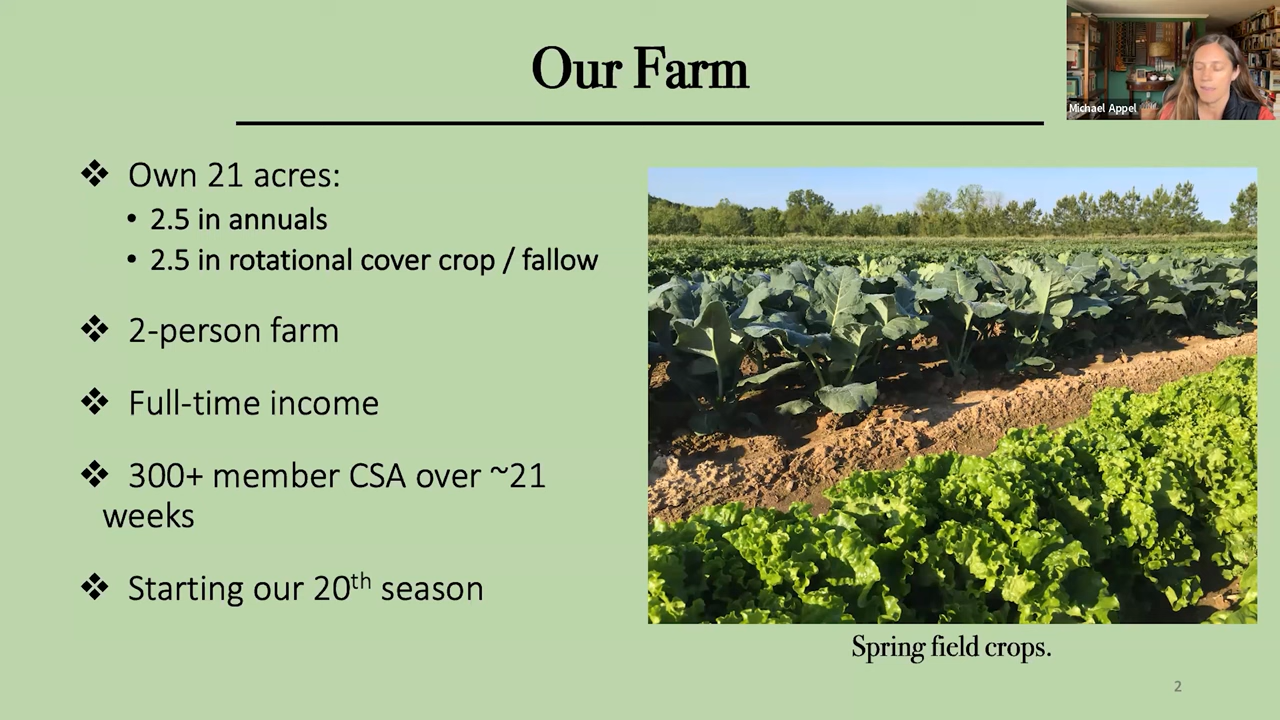 Our Farm
Michael Appel
❖ Own 21 acres:
• 2.5 in annuals
• 2.5 in rotational cover crop / fallow
❖ 2-person farm
❖ Full-time income
❖ 300+ member CSA over ~21
weeks
❖ Starting our 20th season
Spring field crops.
2